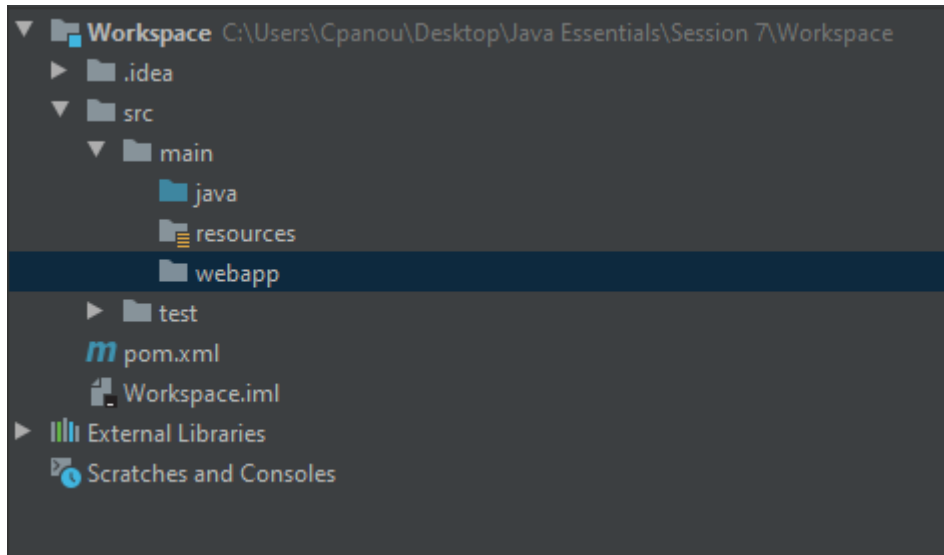 Workspace C:\Users\Cpanou\Desktop\Java Essentials\Session 7\Workspace
.idea
src
main
java
resources
webapp
test
pom.xml
Workspace.iml
External Libraries
Scratches and Consoles